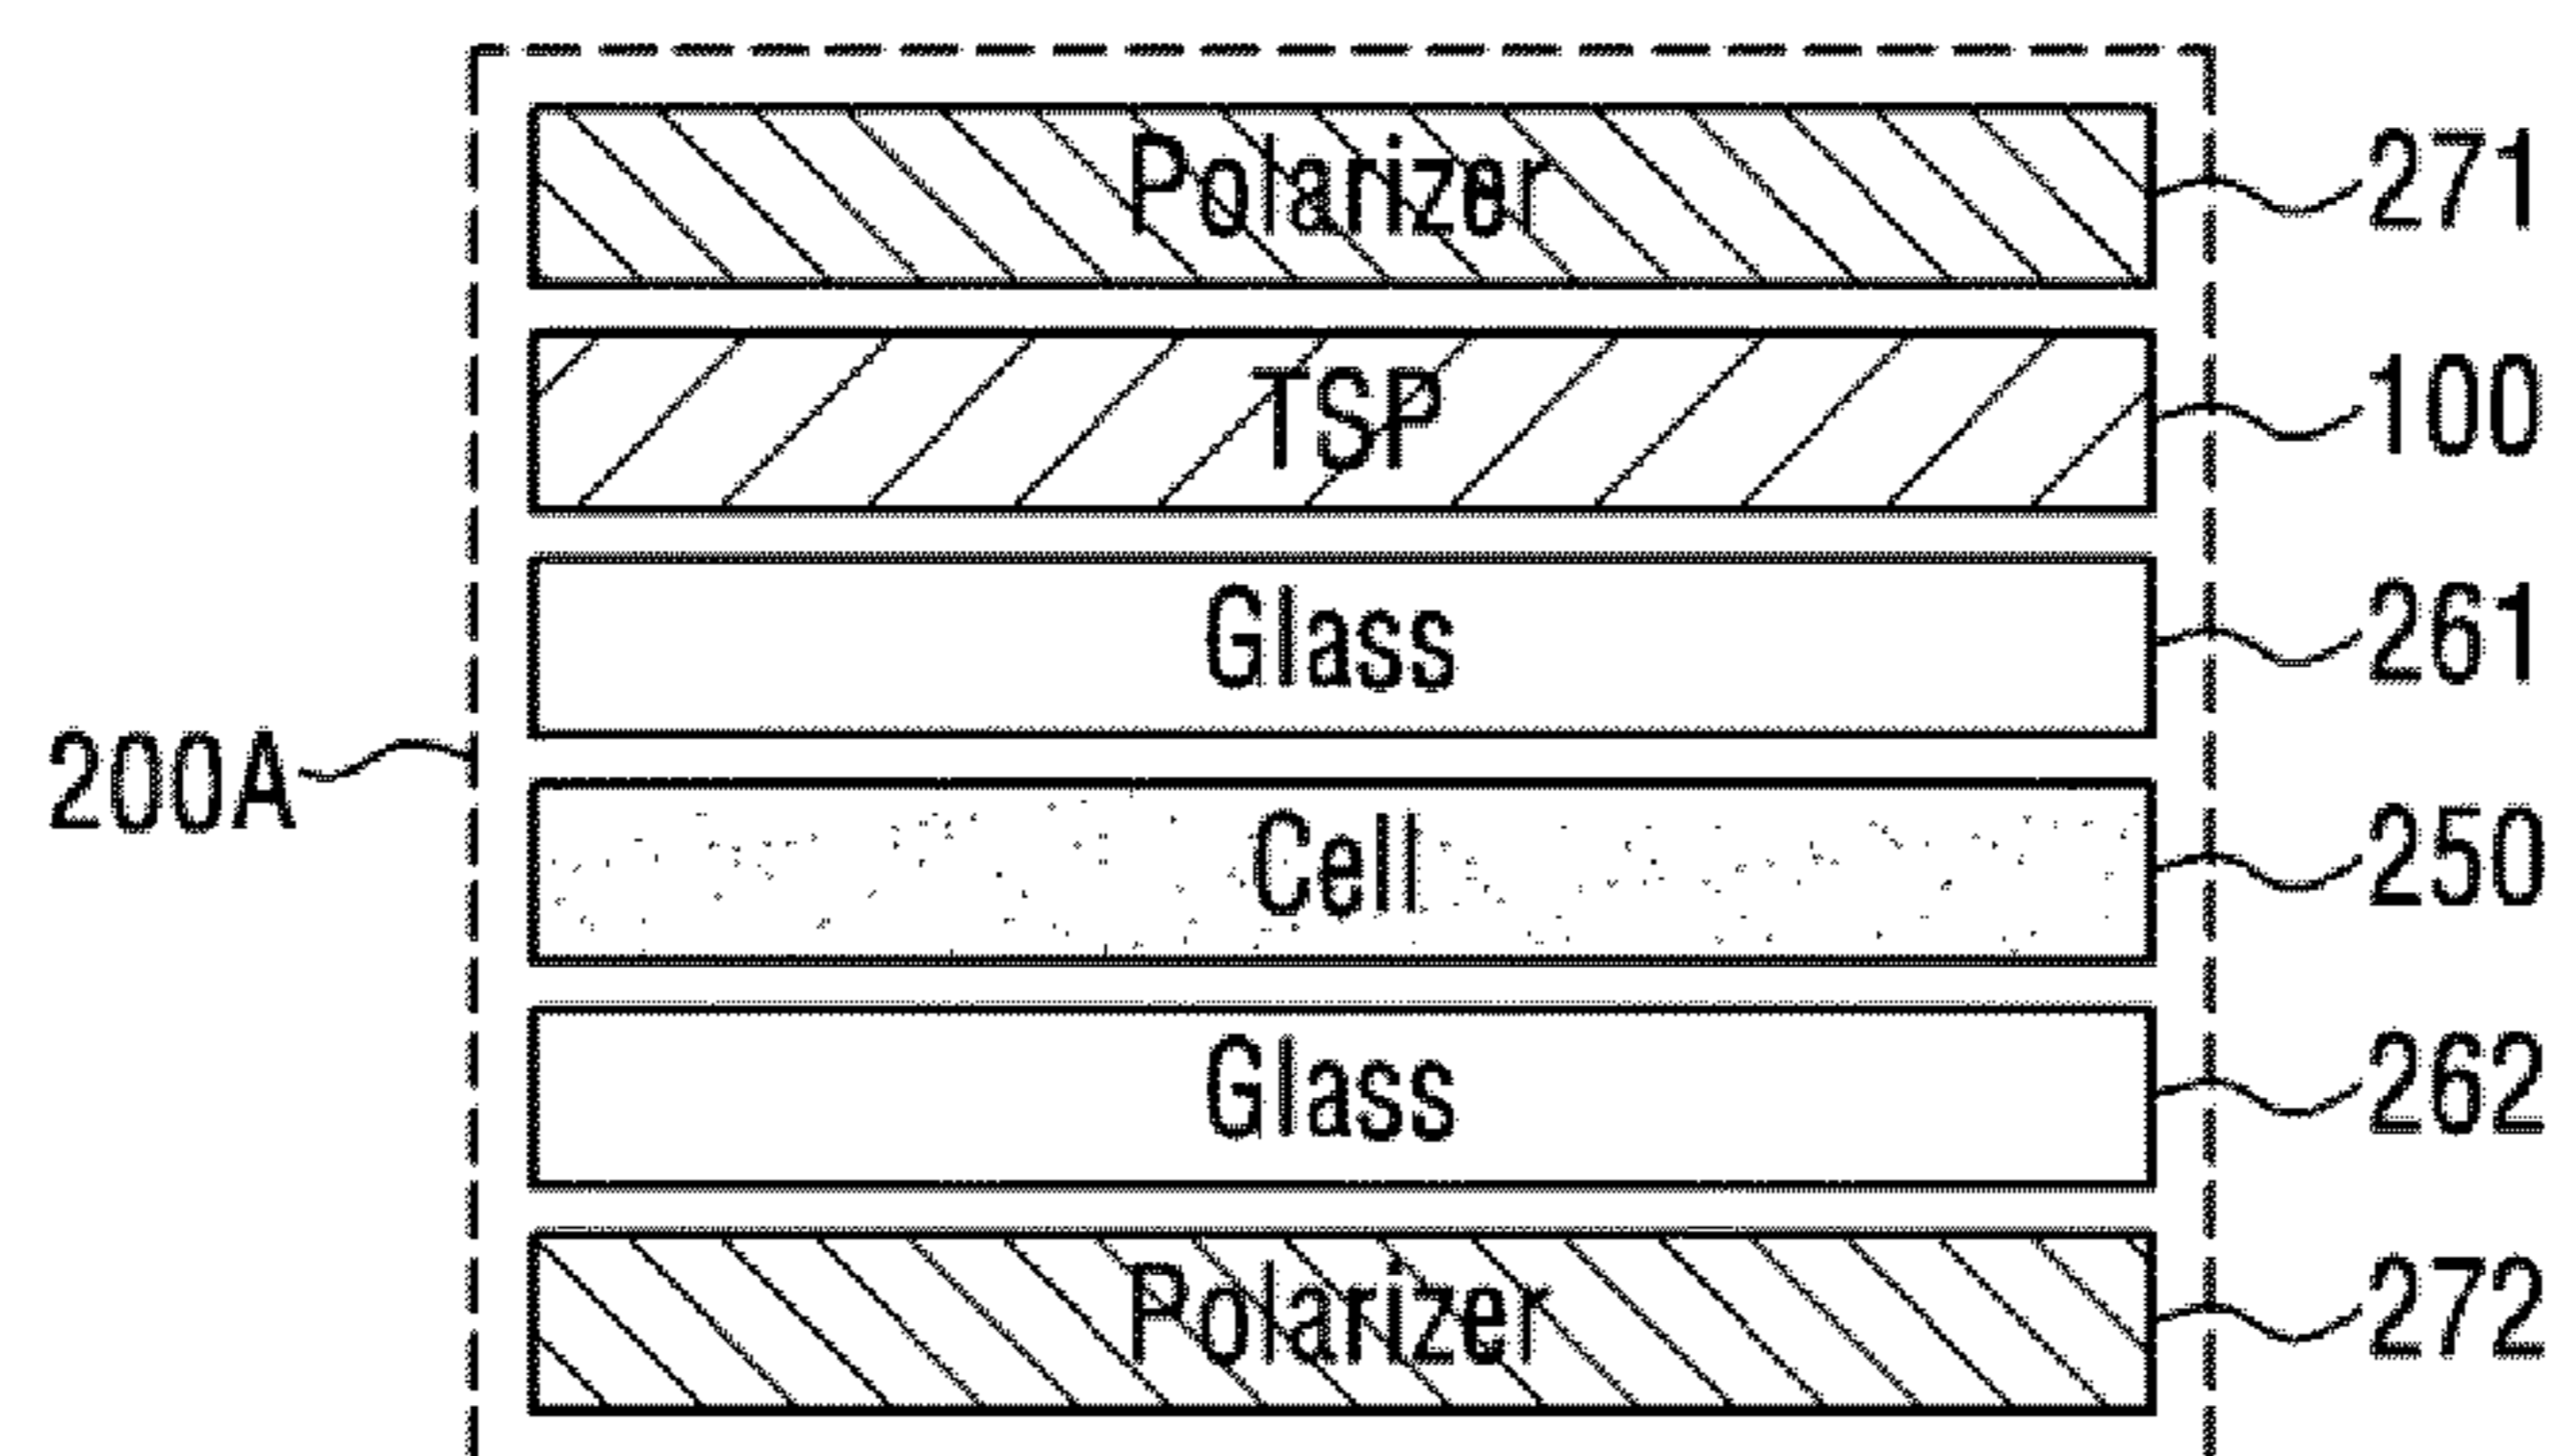 Polarizer 271
TSP 100
Glass 261
200A
Cell 250
Glass 262
Polarizer 272